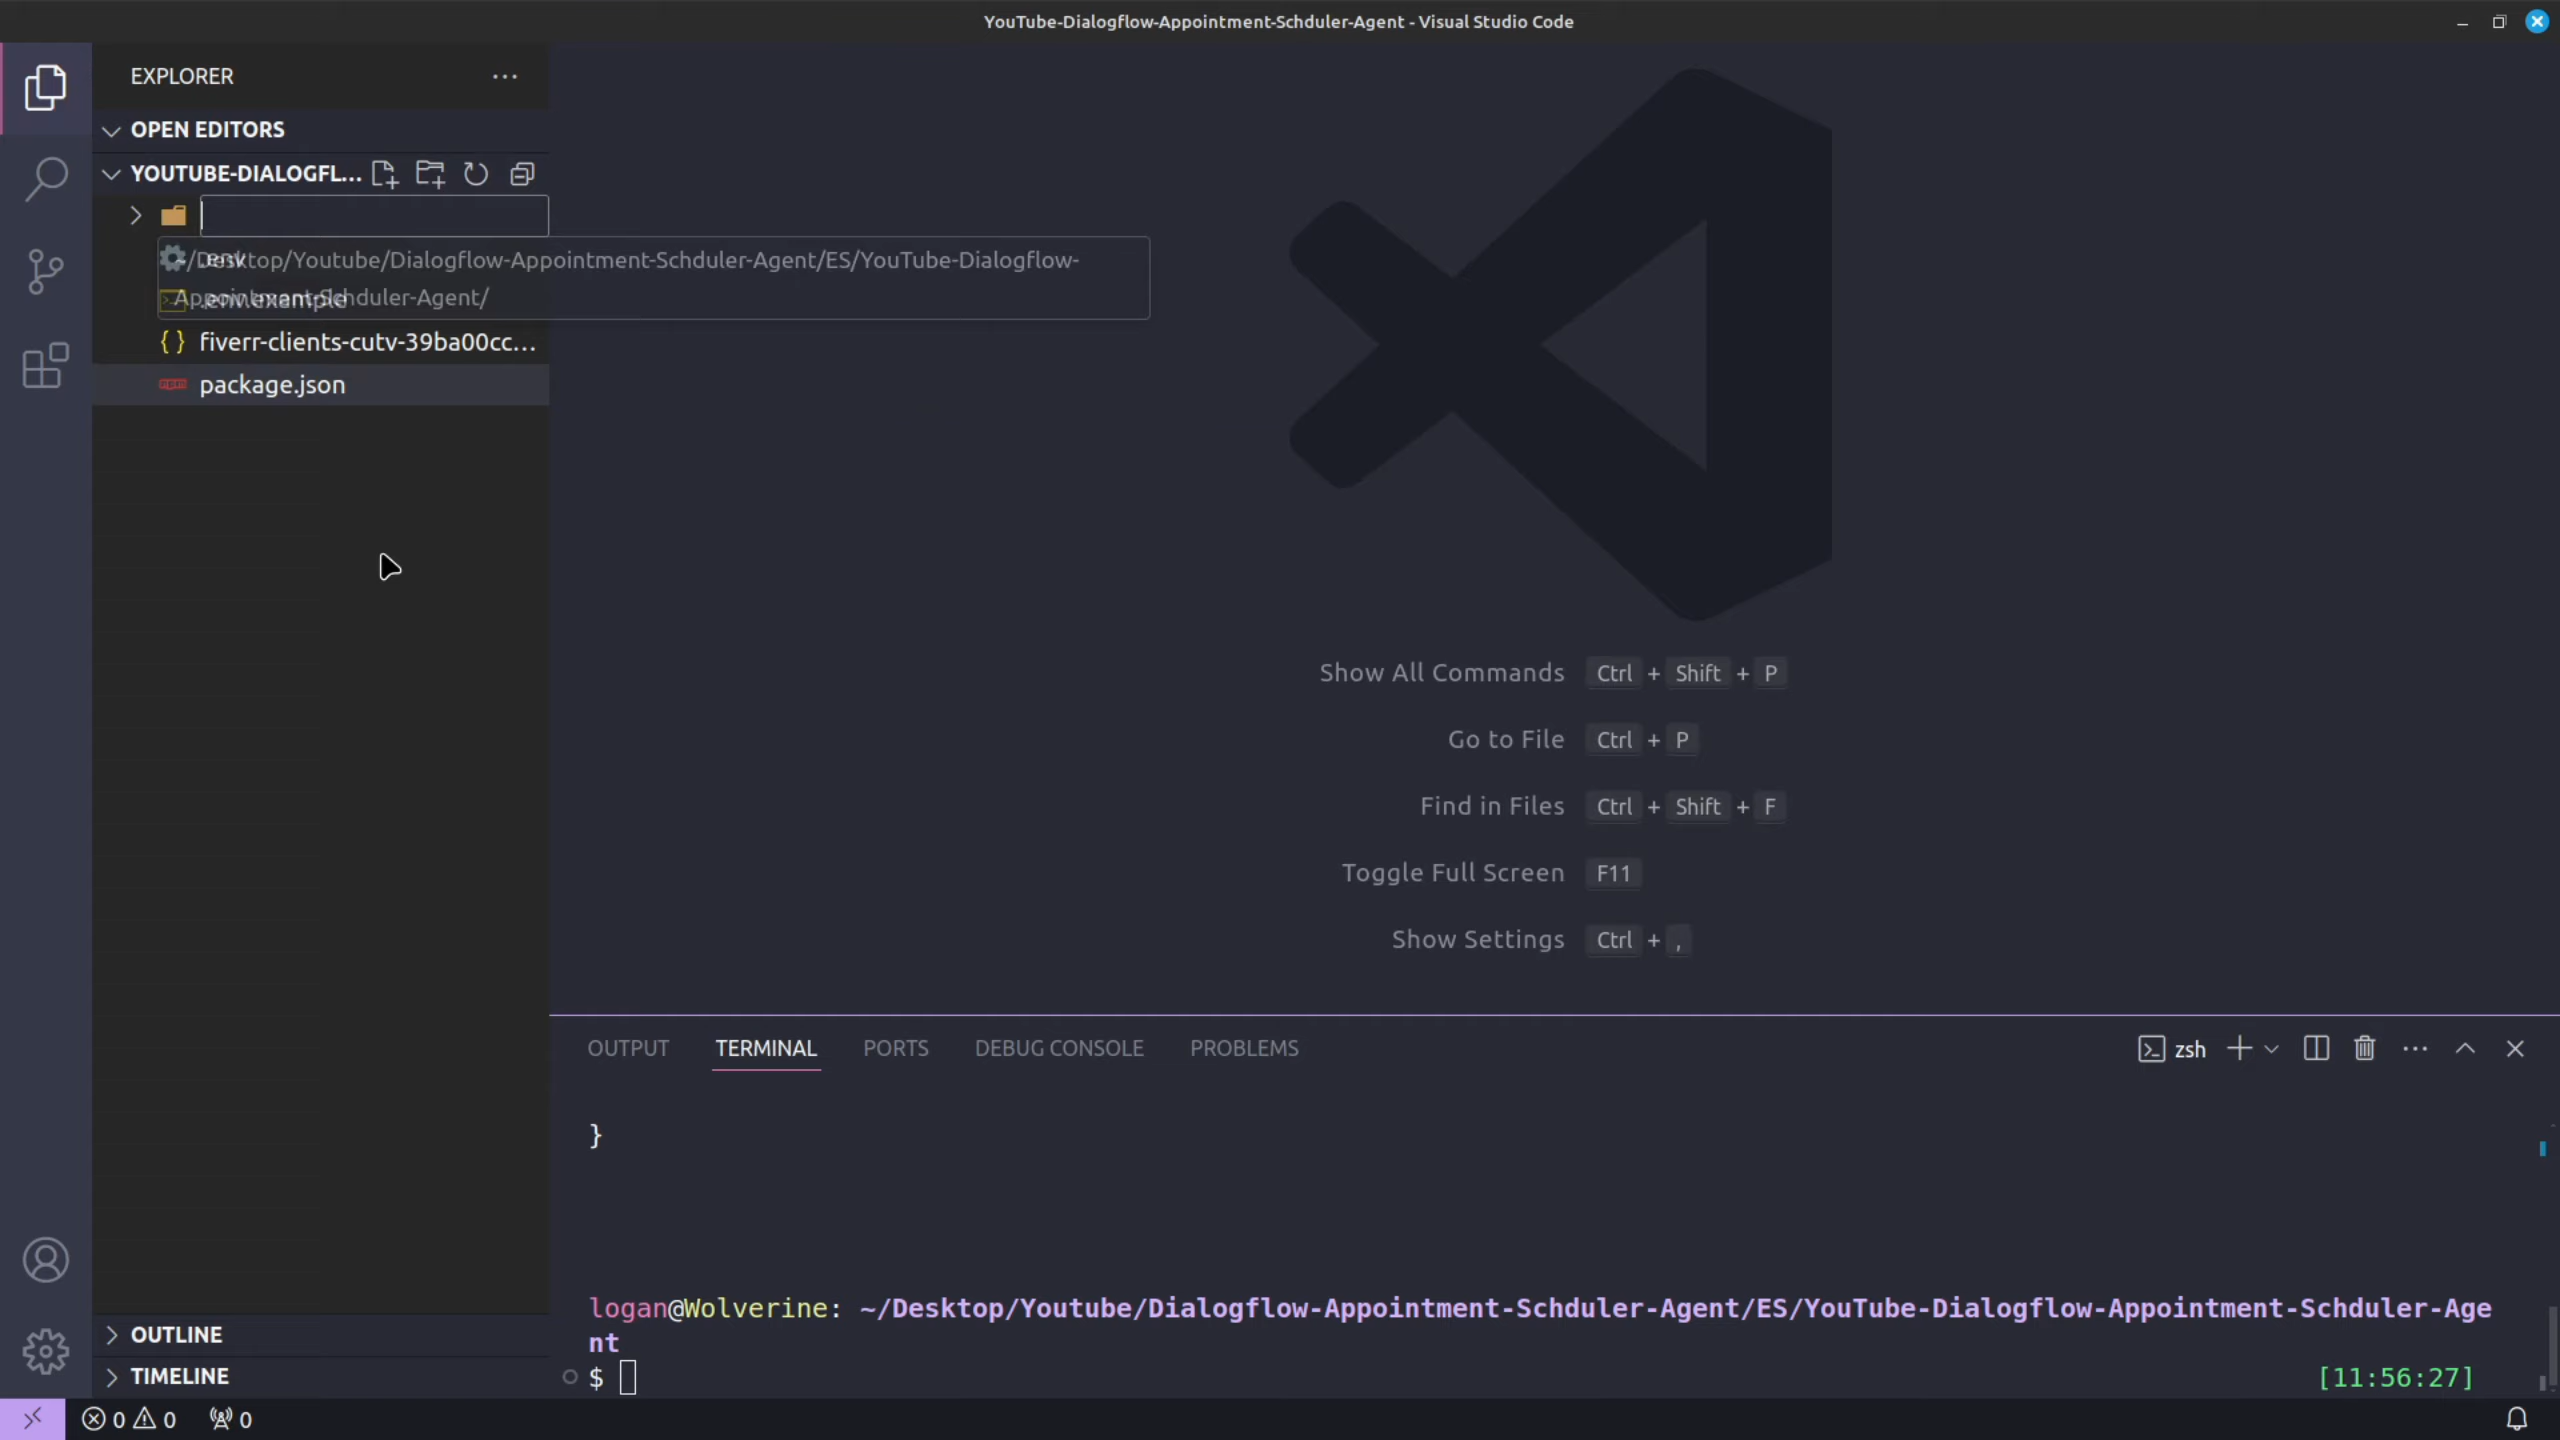 YouTube-Dialogflow-Appointment-Schduler-Agent - Visual Studio Code
EXPLORER
OPEN EDITORS
YOUTUBE-DIALOGFL...
~/Desktop/Youtube/Dialogflow-Appointment-Schduler-Agent/ES/YouTube-Dialogflow-
Appointment-Schduler-Agent/
.env
.env.example
fiverr-clients-cutv-39ba00cc...
package.json
Show All Commands Ctrl + Shift + P
Go to File Ctrl + P
Find in Files Ctrl + Shift + F
Toggle Full Screen F11
Show Settings Ctrl + ,
OUTPUT TERMINAL PORTS DEBUG CONSOLE PROBLEMS
zsh
}
logan@Wolverine: ~/Desktop/Youtube/Dialogflow-Appointment-Schduler-Agent/ES/YouTube-Dialogflow-Appointment-Schduler-Age
nt
$ [11:56:27]
OUTLINE
TIMELINE
0 0 0